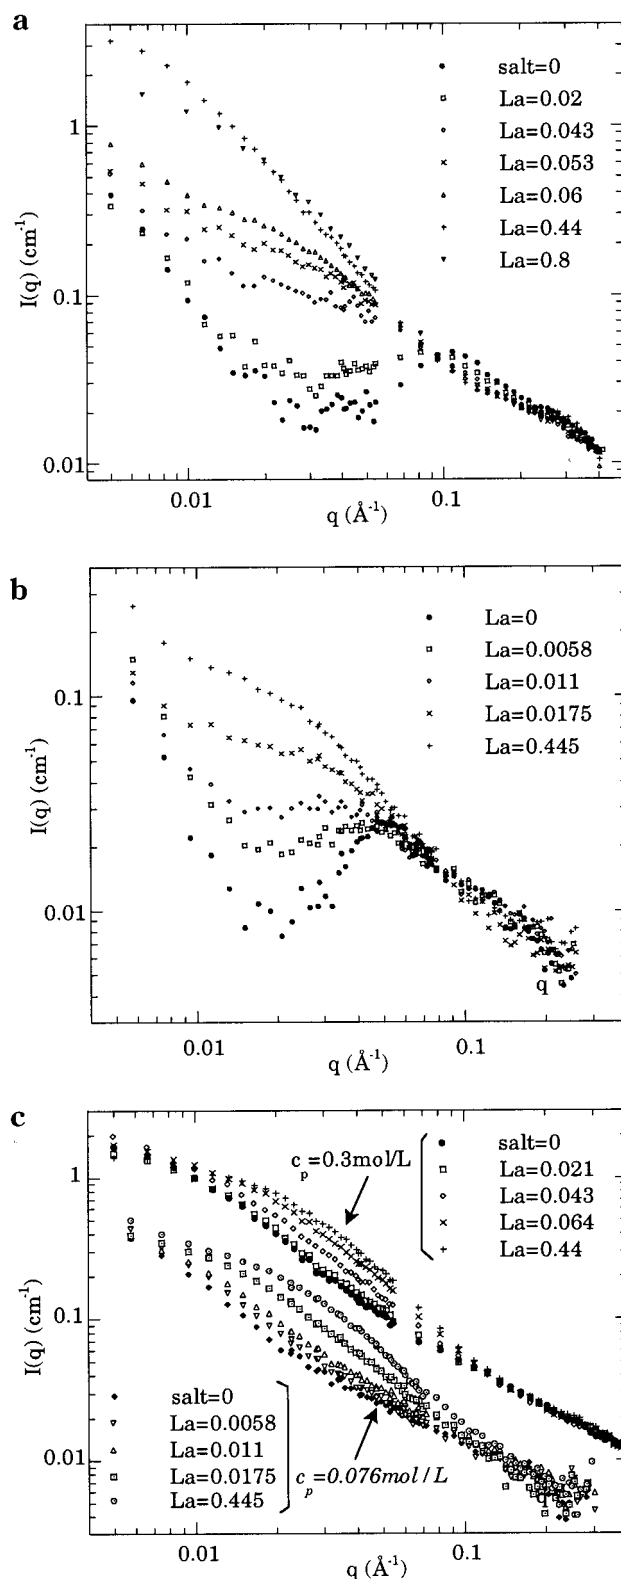 a
salt=0
La=0.02
La=0.043
La=0.053
La=0.06
La=0.44
La=0.8
1
0.1
0.01
I(q) (cm-1)
0.01
0.1
q (Å-1)
b
La=0
La=0.0058
La=0.011
La=0.0175
La=0.445
0.1
0.01
I(q) (cm-1)
q
0.01
0.1
q (Å-1)
c
cp=0.3mol/L
salt=0
La=0.021
La=0.043
La=0.064
La=0.44
1
0.1
0.01
I(q) (cm-1)
salt=0
La=0.0058
La=0.011
La=0.0175
La=0.445
cp=0.076mol/L
q
0.01
0.1
q (Å-1)